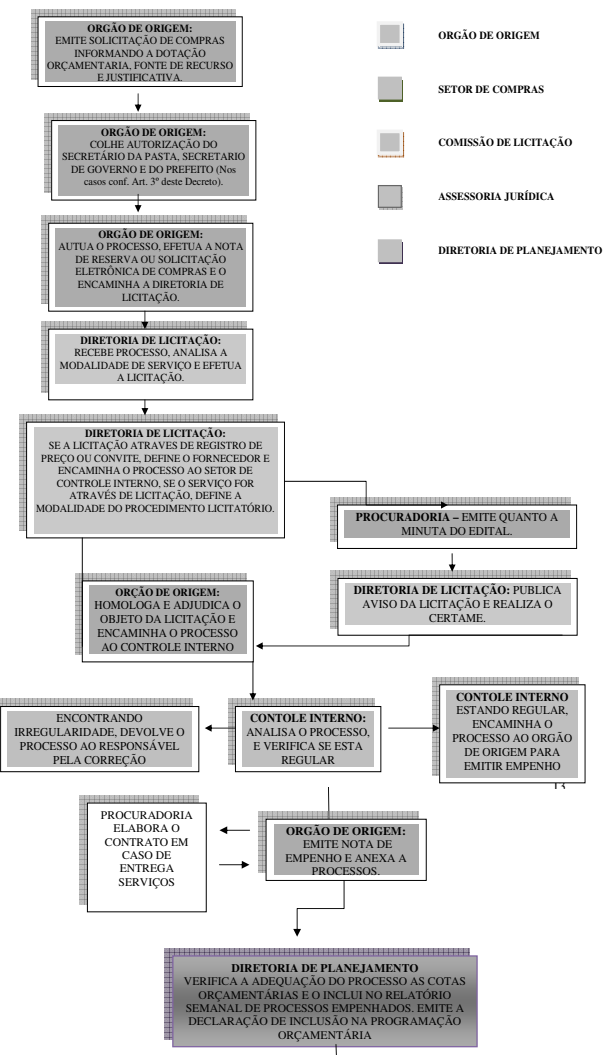 ORGÃO DE ORIGEM:
EMITE SOLICITAÇÃO DE COMPRAS
INFORMANDO A DOTAÇÃO
ORÇAMENTARIA, FONTE DE RECURSO
E JUSTIFICATIVA.
ORGÃO DE ORIGEM:
COLHE AUTORIZAÇÃO DO
SECRETÁRIO DA PASTA, SECRETARIO
DE GOVERNO E DO PREFEITO (Nos
casos conf. Art. 3º deste Decreto).
ORGÃO DE ORIGEM:
AUTUA O PROCESSO, EFETUA A NOTA
DE RESERVA OU SOLICITAÇÃO
ELETRÔNICA DE COMPRAS E O
ENCAMINHA A DIRETORIA DE
LICITAÇÃO.
DIRETORIA DE LICITAÇÃO:
RECEBE PROCESSO, ANALISA A
MODALIDADE DE SERVIÇO E EFETUA
A LICITAÇÃO.
DIRETORIA DE LICITAÇÃO:
SE A LICITAÇÃO ATRAVES DE REGISTRO DE
PREÇO OU CONVITE, DEFINE O FORNECEDOR E
ENCAMINHA O PROCESSO AO SETOR DE
CONTROLE INTERNO, SE O SERVIÇO FOR
ATRAVÉS DE LICITAÇÃO, DEFINE A
MODALIDADE DO PROCEDIMENTO LICITATÓRIO.
ORGÃO DE ORIGEM
SETOR DE COMPRAS
COMISSÃO DE LICITAÇÃO
ASSESSORIA JURÍDICA
DIRETORIA DE PLANEJAMENTO
PROCURADORIA – EMITE QUANTO A
MINUTA DO EDITAL.
DIRETORIA DE LICITAÇÃO: PUBLICA
AVISO DA LICITAÇÃO E REALIZA O
CERTAME.
ORÇÃO DE ORIGEM:
HOMOLOGA E ADJUDICA O
OBJETO DA LICITAÇÃO E
ENCAMINHA O PROCESSO
AO CONTROLE INTERNO
ENCONTRANDO
IRREGULARIDADE, DEVOLVE O
PROCESSO AO RESPONSÁVEL
PELA CORREÇÃO
CONTOLE INTERNO:
ANALISA O PROCESSO,
E VERIFICA SE ESTA
REGULAR
CONTOLE INTERNO
ESTANDO REGULAR,
ENCAMINHA O
PROCESSO AO ORGÃO
DE ORIGEM PARA
EMITIR EMPENHO
13
PROCURADORIA
ELABORA O
CONTRATO EM
CASO DE
ENTREGA
SERVIÇOS
ORGÃO DE ORIGEM:
EMITE NOTA DE
EMPENHO E ANEXA A
PROCESSOS.
DIRETORIA DE PLANEJAMENTO
VERIFICA A ADEQUAÇÃO DO PROCESSO AS COTAS
ORÇAMENTÁRIAS E O INCLUI NO RELATÓRIO
SEMANAL DE PROCESSOS EMPENHADOS. EMITE A
DECLARAÇÃO DE INCLUSÃO NA PROGRAMAÇÃO
ORÇAMENTÁRIA